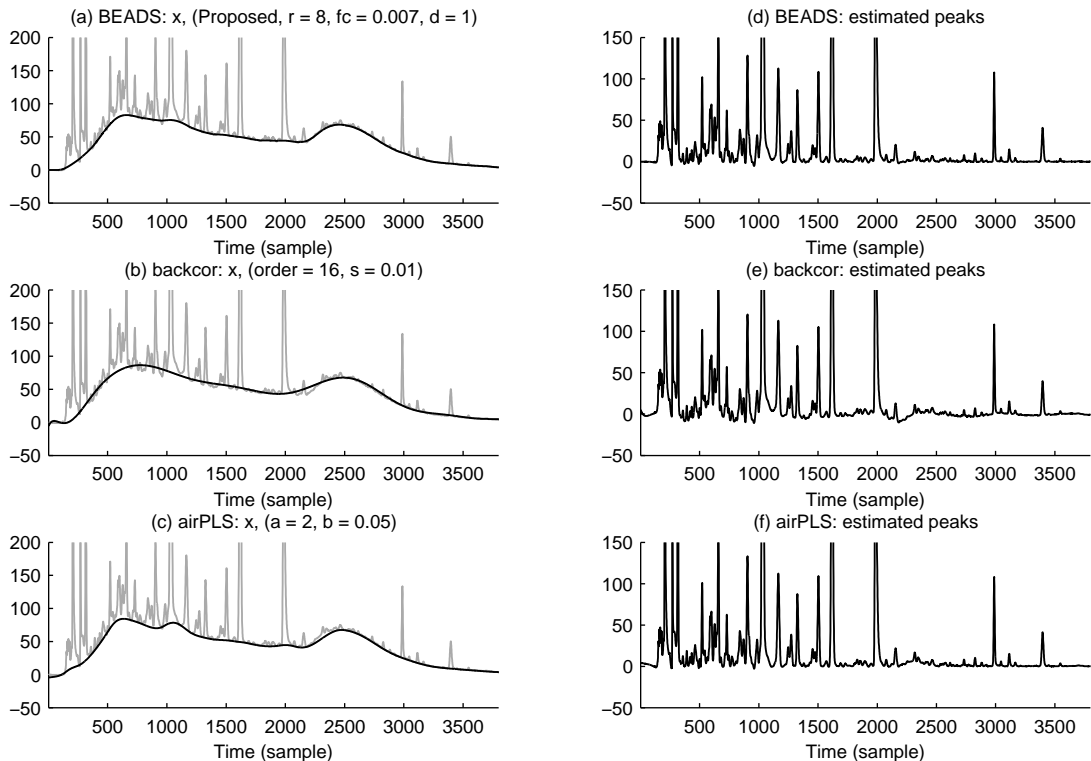 (a) BEADS: x, (Proposed, r = 8, fc = 0.007, d = 1)
200
150
100
50
0
−50
500 1000 1500 2000 2500 3000 3500
Time (sample)
(d) BEADS: estimated peaks
150
100
50
0
−50
500 1000 1500 2000 2500 3000 3500
Time (sample)
(b) backcor: x, (order = 16, s = 0.01)
200
150
100
50
0
−50
500 1000 1500 2000 2500 3000 3500
Time (sample)
(e) backcor: estimated peaks
150
100
50
0
−50
500 1000 1500 2000 2500 3000 3500
Time (sample)
(c) airPLS: x, (a = 2, b = 0.05)
200
150
100
50
0
−50
500 1000 1500 2000 2500 3000 3500
Time (sample)
(f) airPLS: estimated peaks
150
100
50
0
−50
500 1000 1500 2000 2500 3000 3500
Time (sample)